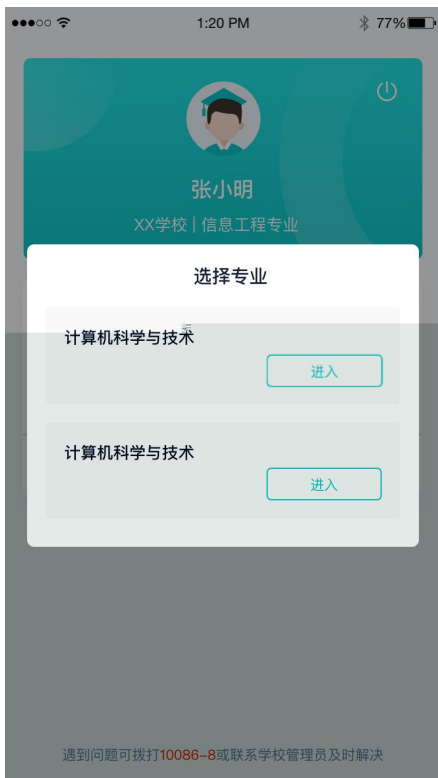 1:20 PM
77%
张小明
XX学校 | 信息工程专业
选择专业
计算机科学与技术
进入
计算机科学与技术
进入
遇到问题可拨打10086-8或联系学校管理员及时解决